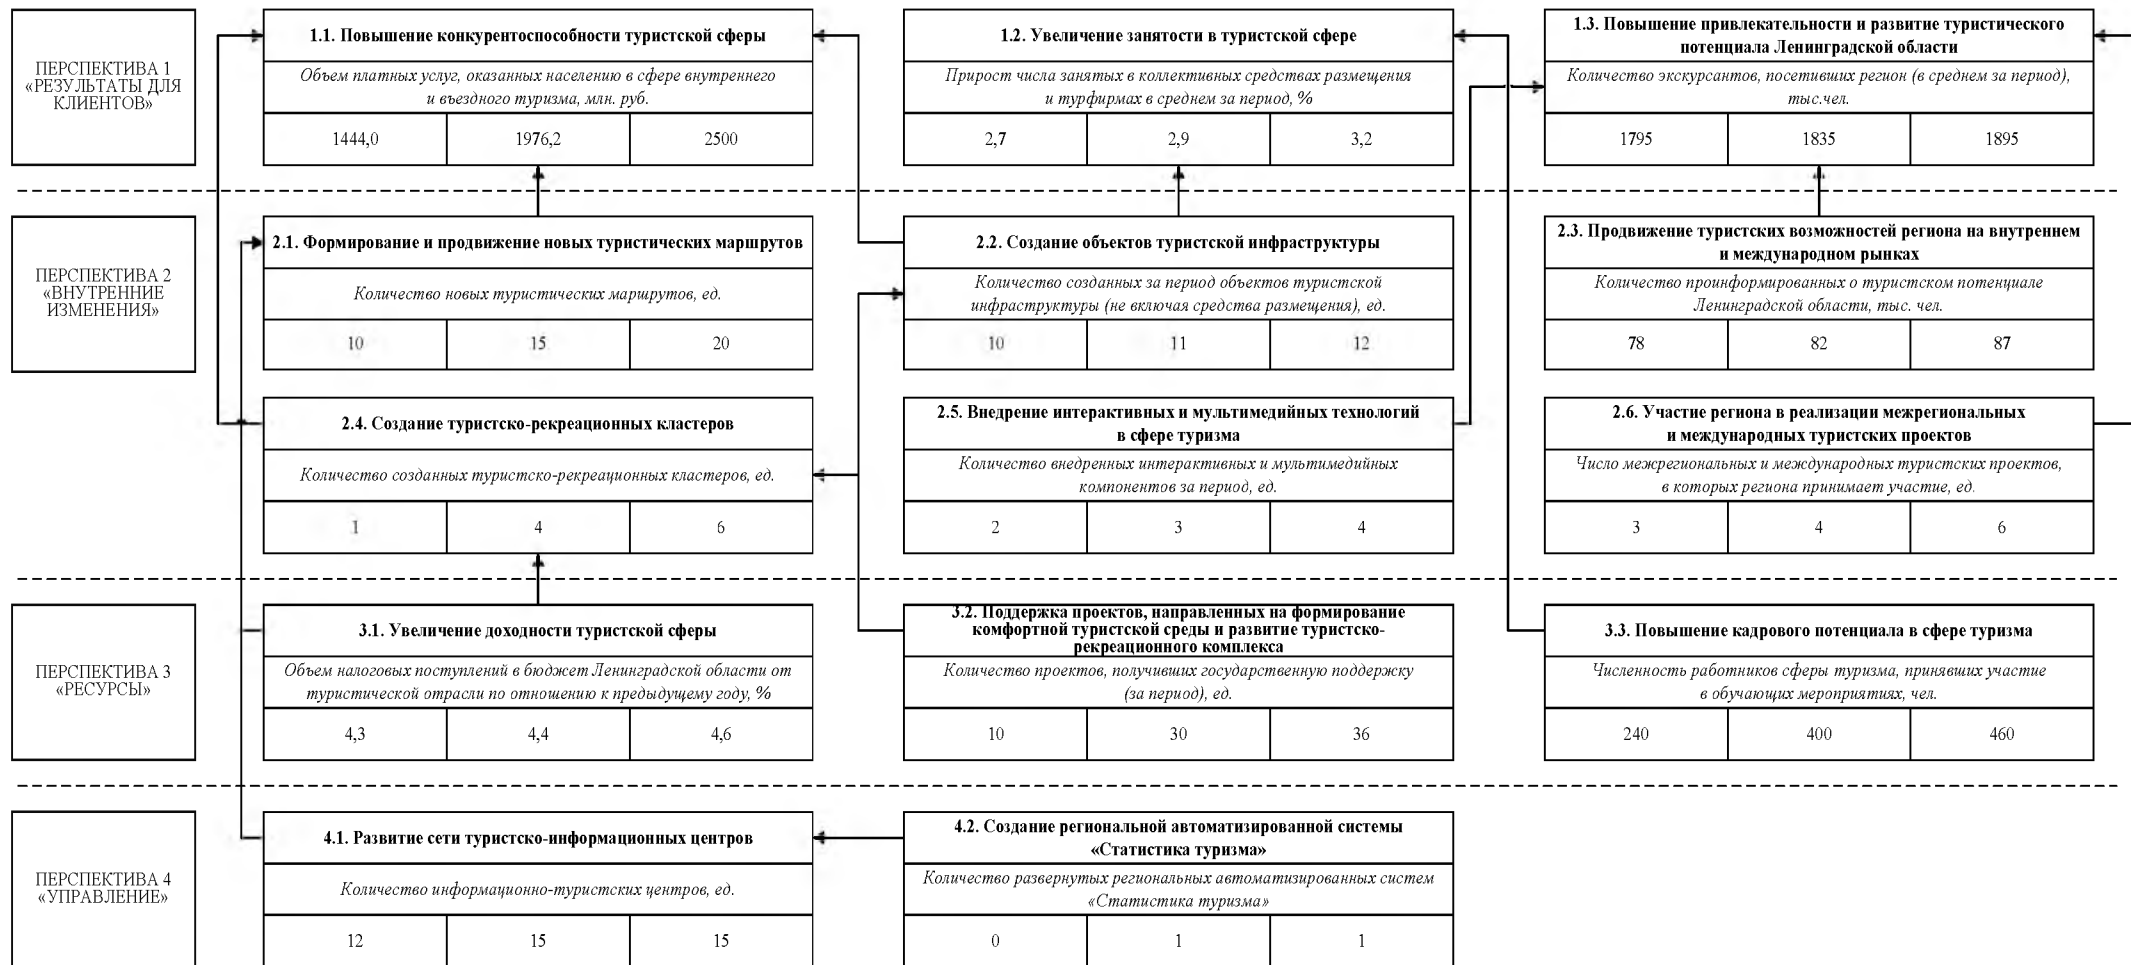 ПЕРСПЕКТИВА 1
«РЕЗУЛЬТАТЫ ДЛЯ
КЛИЕНТОВ»
1.1. Повышение конкурентоспособности туристской сферы
Объем платных услуг, оказанных населению в сфере внутреннего
и въездного туризма, млн. руб.
1444,0 1976,2 2500
1.2. Увеличение занятости в туристской сфере
Прирост числа занятых в коллективных средствах размещения
и турфирмах в среднем за период, %
2,7 2,9 3,2
1.3. Повышение привлекательности и развитие туристического
потенциала Ленинградской области
Количество экскурсантов, посетивших регион (в среднем за период),
тыс.чел.
1795 1835 1895
ПЕРСПЕКТИВА 2
«ВНУТРЕННИЕ
ИЗМЕНЕНИЯ»
2.1. Формирование и продвижение новых туристических маршрутов
Количество новых туристических маршрутов, ед.
10 15 20
2.2. Создание объектов туристской инфраструктуры
Количество созданных за период объектов туристской
инфраструктуры (не включая средства размещения), ед.
10 11 12
2.3. Продвижение туристских возможностей региона на внутреннем
и международном рынках
Количество проинформированных о туристском потенциале
Ленинградской области, тыс. чел.
78 82 87
2.4. Создание туристско-рекреационных кластеров
Количество созданных туристско-рекреационных кластеров, ед.
1 4 6
2.5. Внедрение интерактивных и мультимедийных технологий
в сфере туризма
Количество внедренных интерактивных и мультимедийных
компонентов за период, ед.
2 3 4
2.6. Участие региона в реализации межрегиональных
и международных туристских проектов
Число межрегиональных и международных туристских проектов,
в которых региона принимает участие, ед.
3 4 6
ПЕРСПЕКТИВА 3
«РЕСУРСЫ»
3.1. Увеличение доходности туристской сферы
Объем налоговых поступлений в бюджет Ленинградской области от
туристической отрасли по отношению к предыдущему году, %
4,3 4,4 4,6
3.2. Поддержка проектов, направленных на формирование
комфортной туристской среды и развитие туристско-
рекреационного комплекса
Количество проектов, получивших государственную поддержку
(за период), ед.
10 30 36
3.3. Повышение кадрового потенциала в сфере туризма
Численность работников сферы туризма, принявших участие
в обучающих мероприятиях, чел.
240 400 460
ПЕРСПЕКТИВА 4
«УПРАВЛЕНИЕ»
4.1. Развитие сети туристско-информационных центров
Количество информационно-туристских центров, ед.
12 15 15
4.2. Создание региональной автоматизированной системы
«Статистика туризма»
Количество развернутых региональных автоматизированных систем
«Статистика туризма»
0 1 1